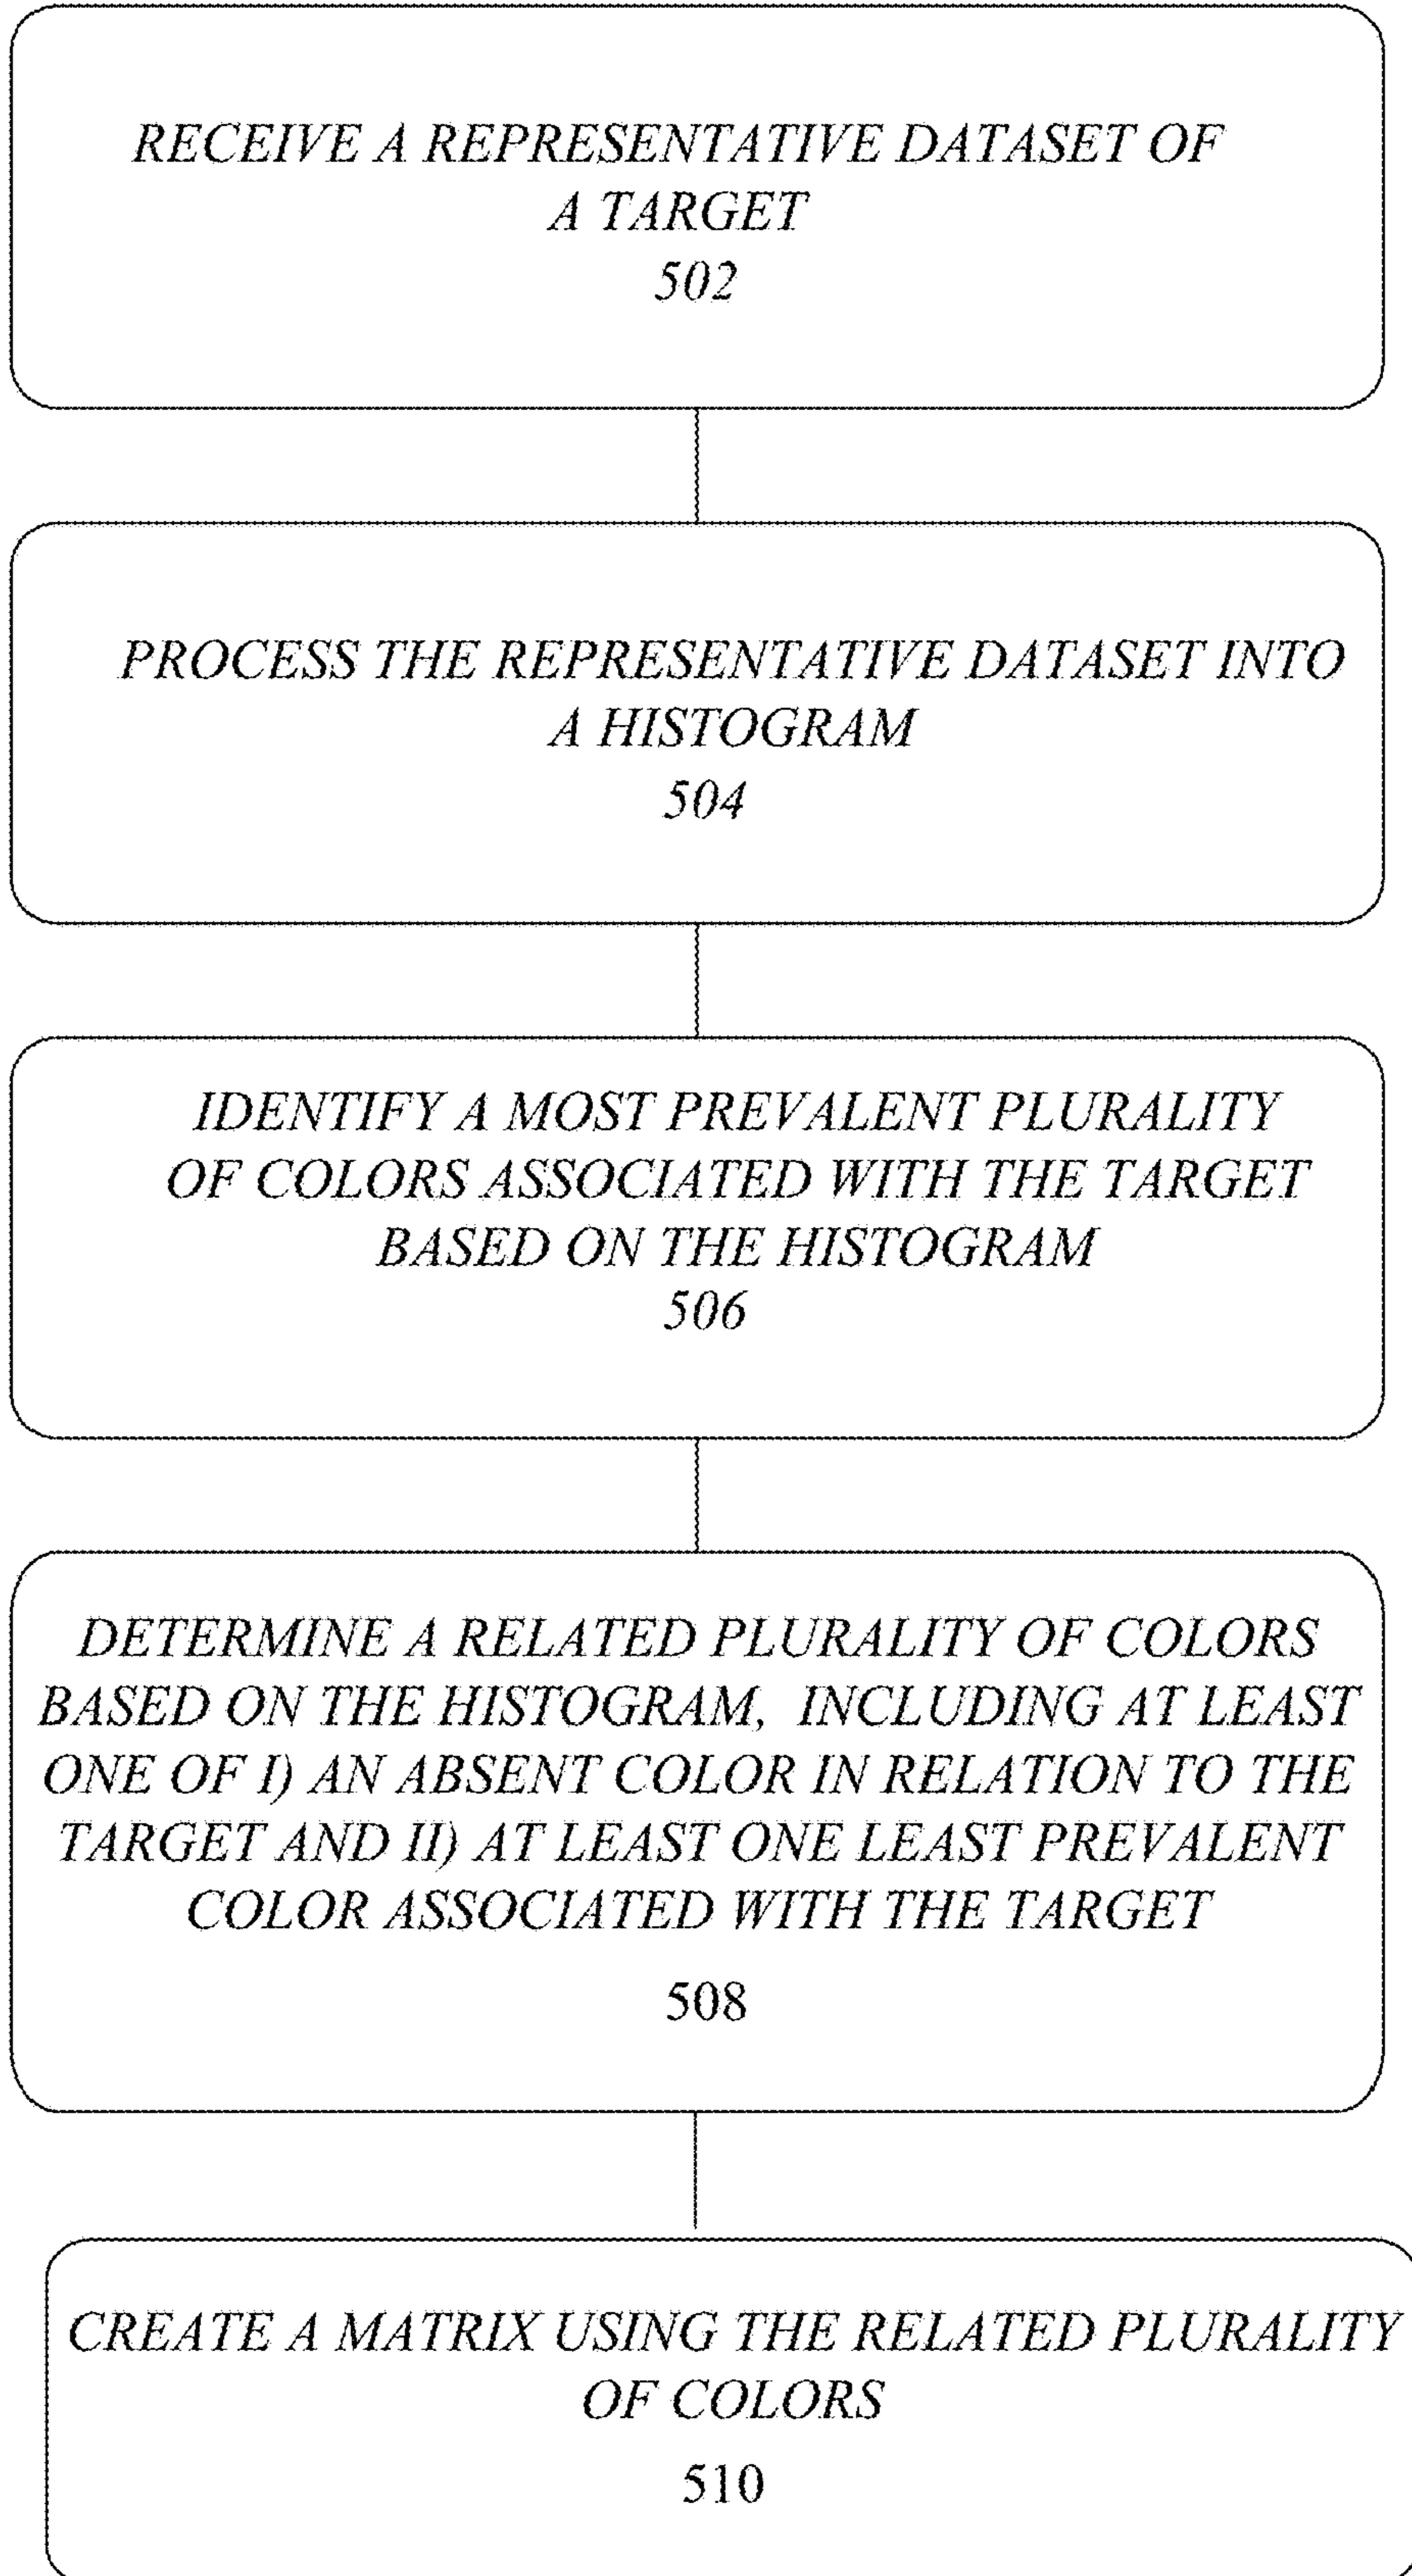 RECEIVE A REPRESENTATIVE DATASET OF
A TARGET
502
PROCESS THE REPRESENTATIVE DATASET INTO
A HISTOGRAM
504
IDENTIFY A MOST PREVALENT PLURALITY
OF COLORS ASSOCIATED WITH THE TARGET
BASED ON THE HISTOGRAM
506
DETERMINE A RELATED PLURALITY OF COLORS
BASED ON THE HISTOGRAM, INCLUDING AT LEAST
ONE OF I) AN ABSENT COLOR IN RELATION TO THE
TARGET AND II) AT LEAST ONE LEAST PREVALENT
COLOR ASSOCIATED WITH THE TARGET
508
CREATE A MATRIX USING THE RELATED PLURALITY
OF COLORS
510